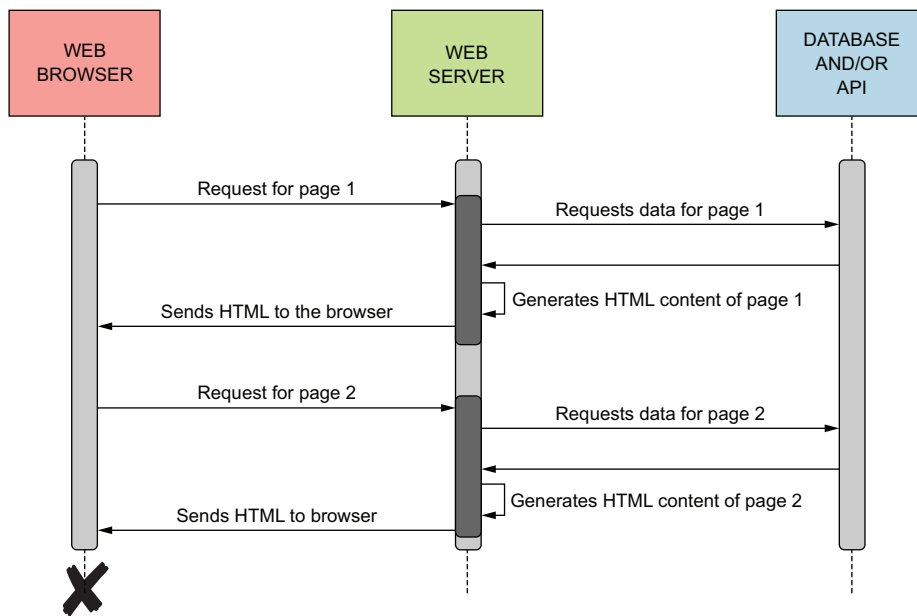 WEB
BROWSER
WEB
SERVER
DATABASE
AND/OR
API
Request for page 1
Requests data for page 1
Generates HTML content of page 1
Sends HTML to the browser
Request for page 2
Requests data for page 2
Generates HTML content of page 2
Sends HTML to browser